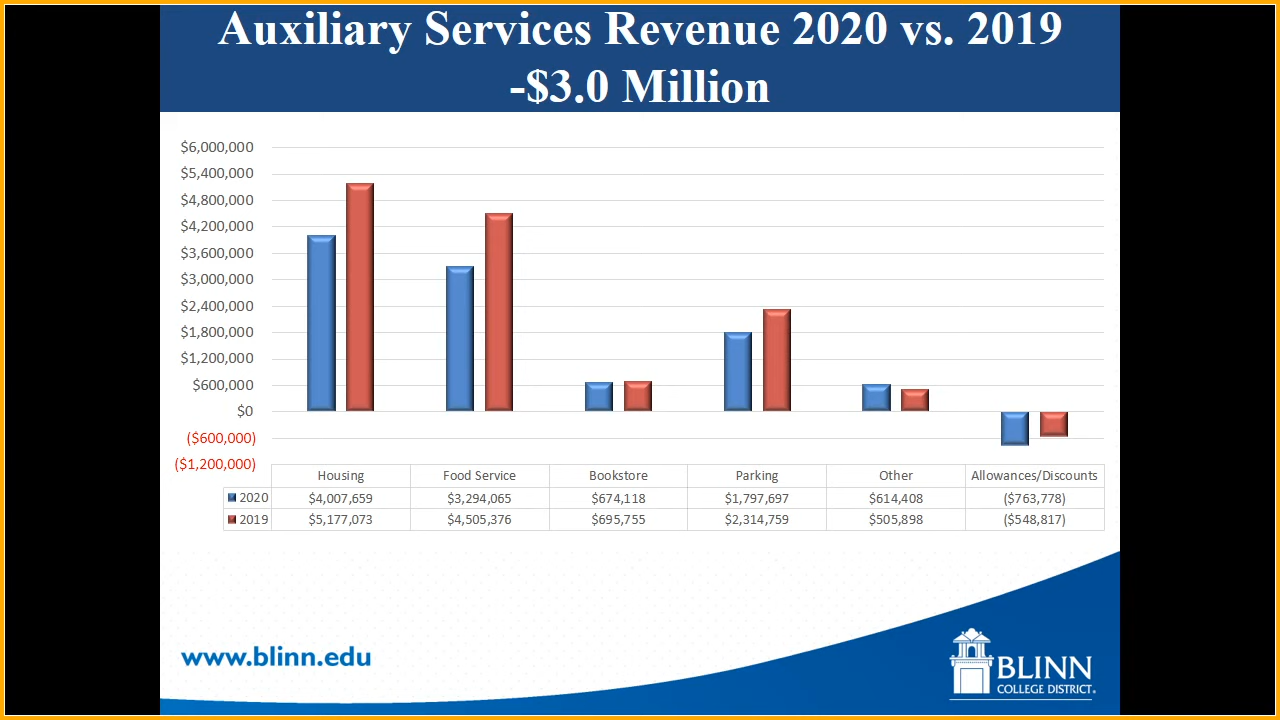 Auxiliary Services Revenue 2020 vs. 2019
-$3.0 Million
$6,000,000
$5,400,000
$4,800,000
$4,200,000
$3,600,000
$3,000,000
$2,400,000
$1,800,000
$1,200,000
$600,000
$0
($600,000)
($1,200,000)
Housing Food Service Bookstore Parking Other Allowances/Discounts
2020 $4,007,659 $3,294,065 $674,118 $1,797,697 $614,408 ($763,778)
2019 $5,177,073 $4,505,376 $695,755 $2,314,759 $505,898 ($548,817)
www.blinn.edu
BLINN
COLLEGE DISTRICT.